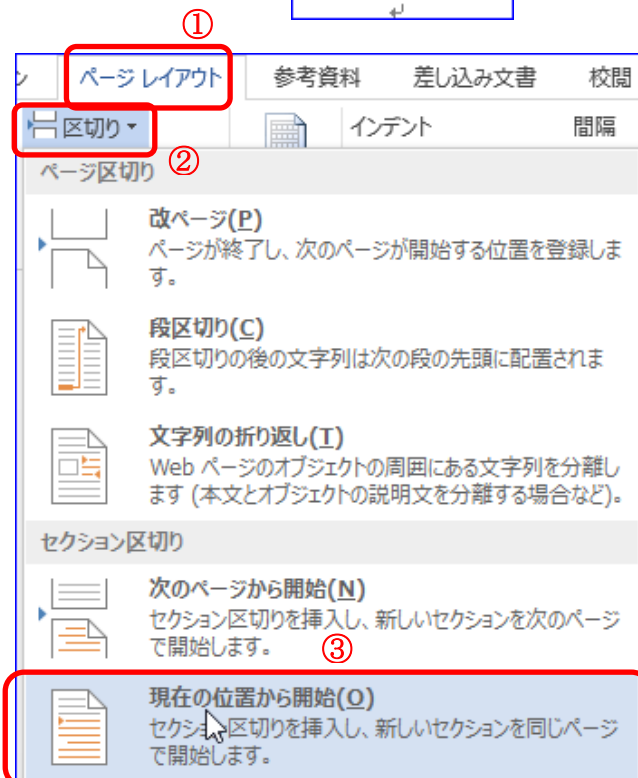 ①
ページ レイアウト 参考資料 差し込み文書 校閲
区切り インデント 間隔
②
ページ区切り
改ページ(P)
ページが終了し、次のページが開始する位置を登録しま
す。
段区切り(C)
段区切りの後の文字列は次の段の先頭に配置されま
す。
文字列の折り返し(T)
Web ページのオブジェクトの周囲にある文字列を分離し
ます (本文とオブジェクトの説明文を分離する場合など)。
セクション区切り
次のページから開始(N)
セクション区切りを挿入し、新しいセクションを次のページ
で開始します。
③
現在の位置から開始(O)
セクション区切りを挿入し、新しいセクションを同じページ
で開始します。